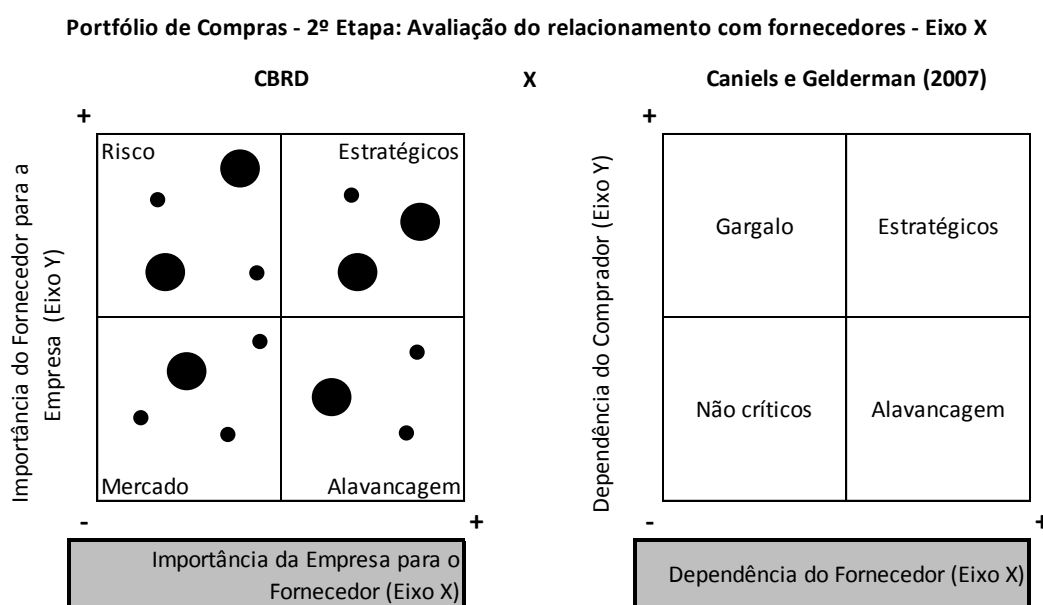 Portfólio de Compras - 2º Etapa: Avaliação do relacionamento com fornecedores - Eixo X
CBRD
X
Caniels e Gelderman (2007)
+
Importância do Fornecedor para a
Empresa (Eixo Y)
Risco
Estratégicos
Mercado
Alavancagem
-
+
Importância da Empresa para o
Fornecedor (Eixo X)
+
Dependência do Comprador (Eixo Y)
Gargalo
Estratégicos
Não críticos
Alavancagem
-
+
Dependência do Fornecedor (Eixo X)